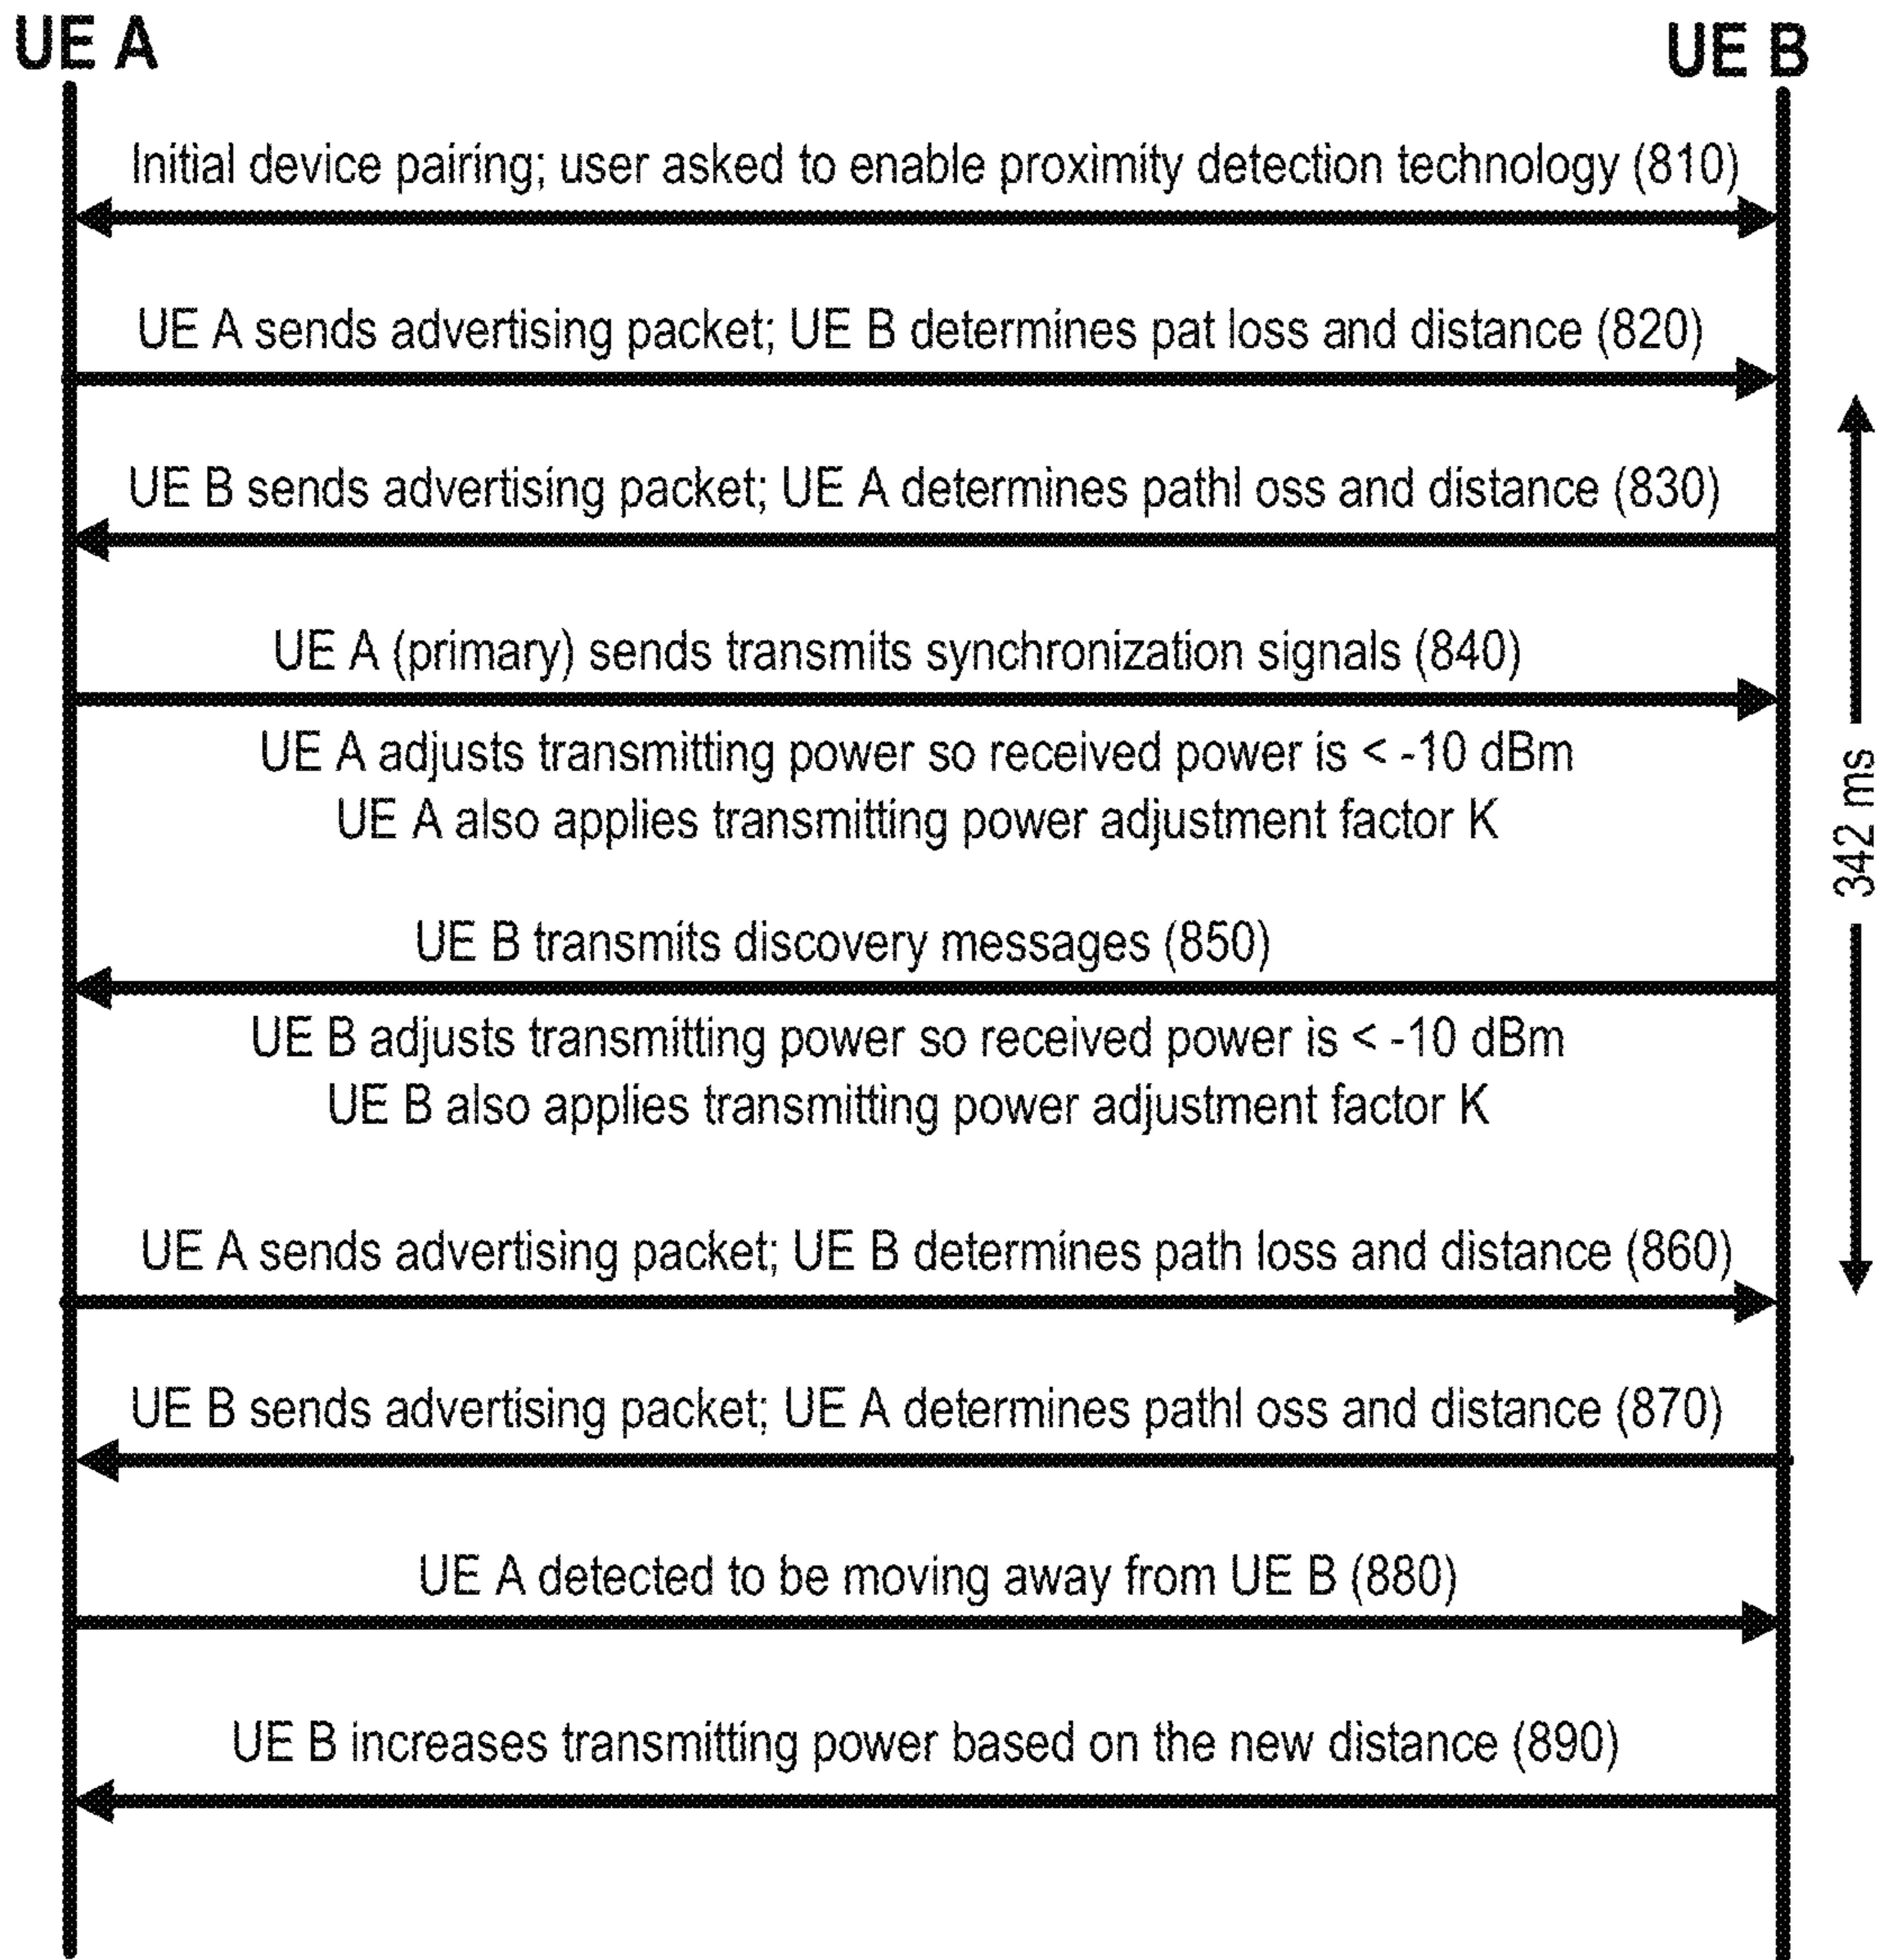 UE A
UE B
Initial device pairing; user asked to enable proximity detection technology (810)
UE A sends advertising packet; UE B determines pat loss and distance (820)
UE B sends advertising packet; UE A determines pathl oss and distance (830)
UE A (primary) sends transmits synchronization signals (840)
UE A adjusts transmitting power so received power is < -10 dBm
UE A also applies transmitting power adjustment factor K
342 ms
UE B transmits discovery messages (850)
UE B adjusts transmitting power so received power is < -10 dBm
UE B also applies transmitting power adjustment factor K
UE A sends advertising packet; UE B determines path loss and distance (860)
UE B sends advertising packet; UE A determines pathl oss and distance (870)
UE A detected to be moving away from UE B (880)
UE B increases transmitting power based on the new distance (890)